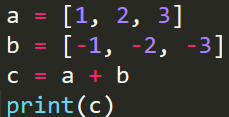 a = [1, 2, 3]
b = [-1, -2, -3]
c = a + b
print(c)